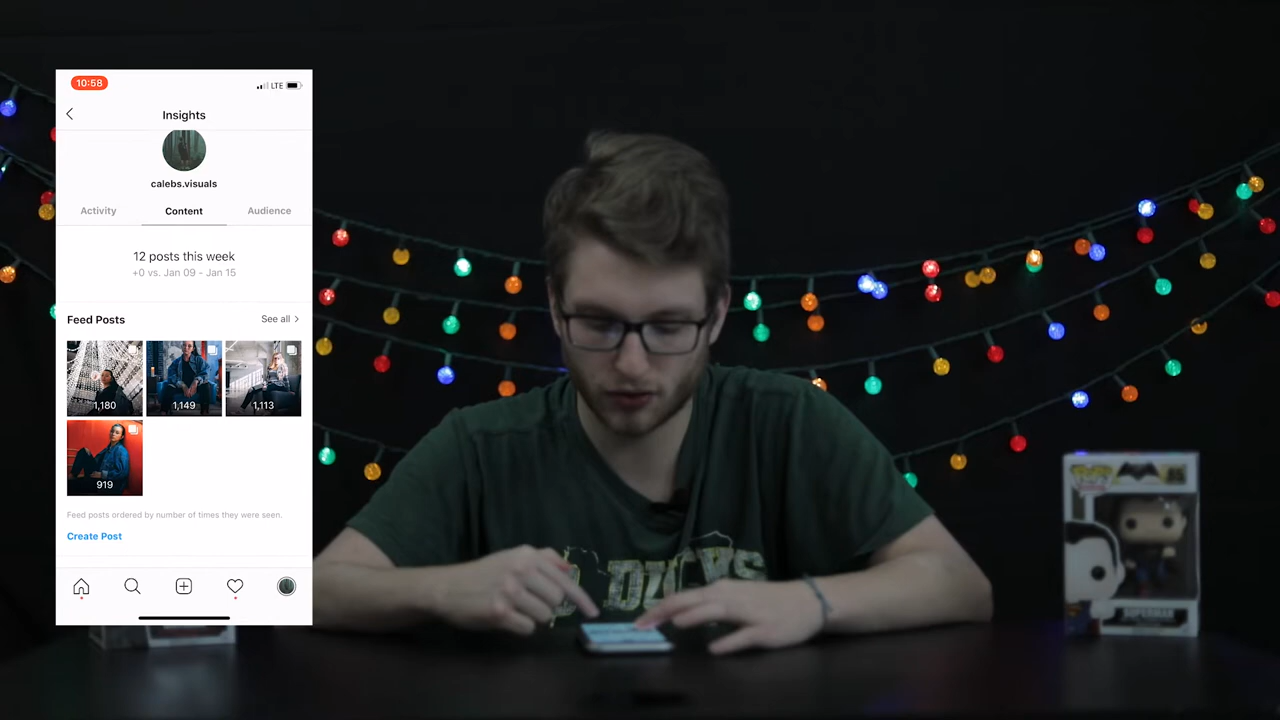 10:58
LTE
Insights
calebs.visuals
Activity
Content
Audience
12 posts this week
+0 vs. Jan 09 - Jan 15
Feed Posts
See all >
1,180
1,149
1,113
919
Feed posts ordered by number of times they were seen.
Create Post
DUCKS
SUPERMAN